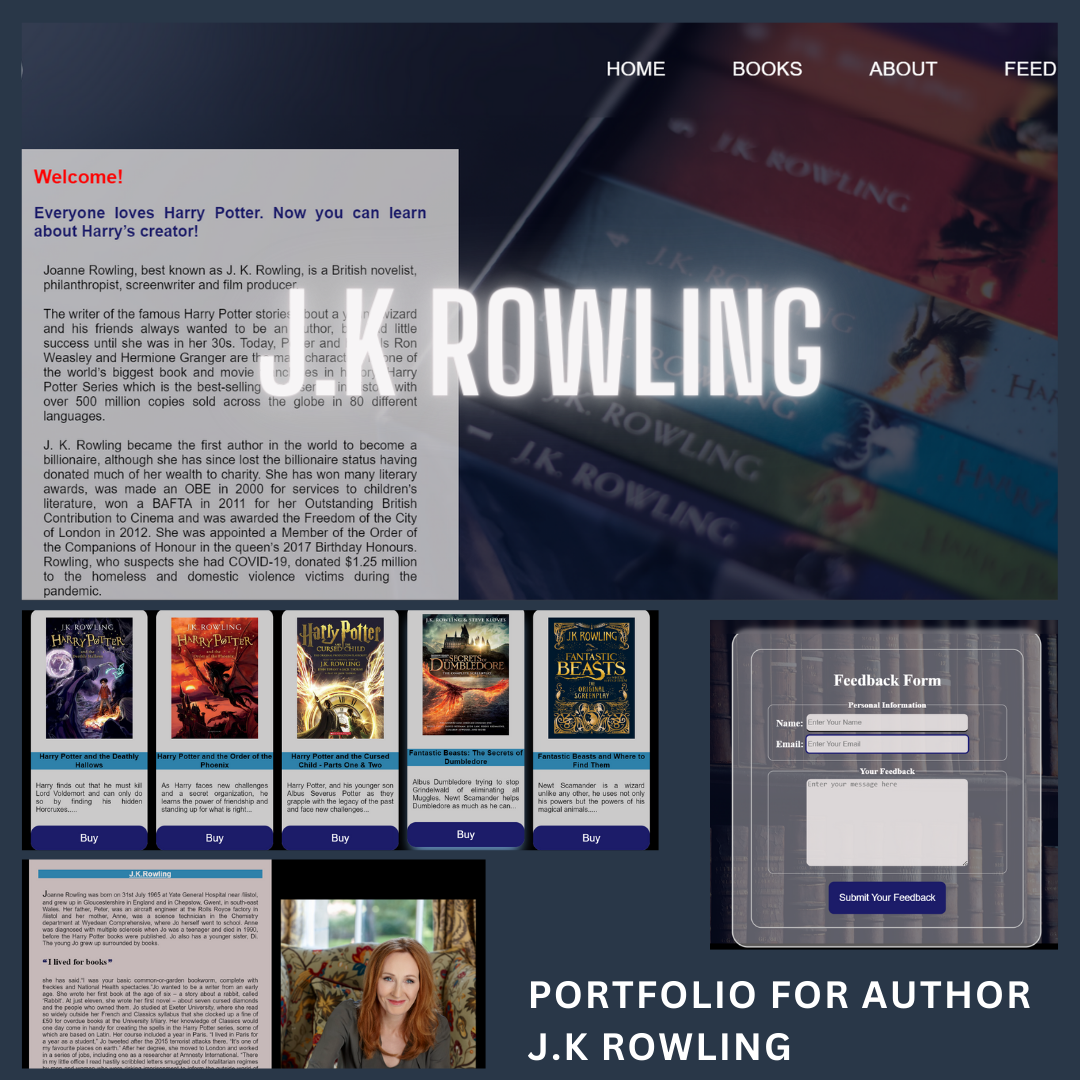 HOME BOOKS ABOUT FEED
Welcome!
Everyone loves Harry Potter. Now you can learn
about Harry's creator!
Joanne Rowling, best known as J. K. Rowling, is a British novelist,
philanthropist, screenwriter and film producer
The writer of the famous Harry Potter stories about a wizard
and his friends always wanted to be an author, little
success until she was in her 30s. Today, and Ron
Weasley and Hermione Granger are the one of
the world's biggest book and movie in Harry
Potter Series which is the best-selling with
over 500 million copies sold across the globe in 80 different
languages.
J.K ROWLING
J. K. Rowling became the first author in the world to become a
billionaire, although she has since lost the billionaire status having
donated much of her wealth to charity. She has won many literary
awards, was made an OBE in 2000 for services to children's
literature, won a BAFTA in 2011 for her Outstanding British
Contribution to Cinema and was awarded the Freedom of the City
of London in 2012. She was appointed a Member of the Order of
the Companions of Honour in the queen's 2017 Birthday Honours.
Rowling, who suspects she had COVID-19, donated $1.25 million
to the homeless and domestic violence victims during the
pandemic.
J.K. ROWLING
J.K. ROWLING
J.K. ROWLING
J.K. ROWLING
J.K. ROWLING
HARRY POTTER
Harry Potter and the Deathly
Hallows
Harry finds out that he must kill
Lord Voldemort and can only do
so by finding his hidden
Horcruxes.....
Buy
J.K. ROWLING
HARRY POTTER
Harry Potter and the Order of the
Phoenix
As Harry faces new challenges
and a secret organization, he
learns the power of friendship and
standing up for what is right...
Buy
Harry Potter
AND THE
CURSED CHILD
J.K. ROWLING
Harry Potter and the Cursed
Child - Parts One & Two
Harry Potter, and his younger son
Albus Severus Potter as they
grapple with the legacy of the past
and face new challenges...
Buy
J.K. ROWLING & STEVE KLOVES
SECRETS OF
DUMBLEDORE
Fantastic Beasts: The Secrets of
Dumbledore
Albus Dumbledore trying to stop
Grindelwald of eliminating all
Muggles. Newt Scamander helps
Dumbledore as much as he can...
Buy
J.K. ROWLING
FANTASTIC
BEASTS
THE
ORIGINAL
SCREENPLAY
Fantastic Beasts and Where to
Find Them
Newt Scamander is a wizard
unlike any other, he uses not only
his powers but the powers of his
magical animals.....
Buy
Feedback Form
Personal Information
Name: Enter Your Name
Email: Enter Your Email
Your Feedback
Enter your message here
Submit Your Feedback
J.K.Rowling
Joanne Rowling was born on 31st July 1965 at Yate General Hospital near Bristol,
and grew up in Gloucestershire in England and in Chepstow, Gwent, in south-east
Wales. Her father, Peter, was an aircraft engineer at the Rolls Royce factory in
Bristol and her mother, Anne, was a science technician in the Chemistry
department at Wyedean Comprehensive, where Jo herself went to school. Anne
was diagnosed with multiple sclerosis when Jo was a teenager and died in 1990,
before the Harry Potter books were published. Jo also has a younger sister, Di.
The young Jo grew up surrounded by books.
❝I lived for books❞
she has said."I was your basic common-or-garden bookworm, complete with
freckles and National Health spectacles."Jo wanted to be a writer from an early
age. She wrote her first book at the age of six – a story about a rabbit, called
'Rabbit'. At just eleven, she wrote her first novel – about seven cursed diamonds
and the people who owned them. Jo studied at Exeter University, where she read
so widely outside her French and Classics syllabus that she clocked up a fine of
£50 for overdue books at the University library. Her knowledge of Classics would
one day come in handy for creating the spells in the Harry Potter series, some of
which are based on Latin. Her course included a year in Paris. "I lived in Paris for
a year as a student," Jo tweeted after the 2015 terrorist attacks there. "It's one of
my favourite places on earth." After her degree, she moved to London and worked
in a series of jobs, including one as a researcher at Amnesty International. "There
in my little office I read hastily scribbled letters smuggled out of totalitarian regimes
PORTFOLIO FOR AUTHOR
J.K ROWLING